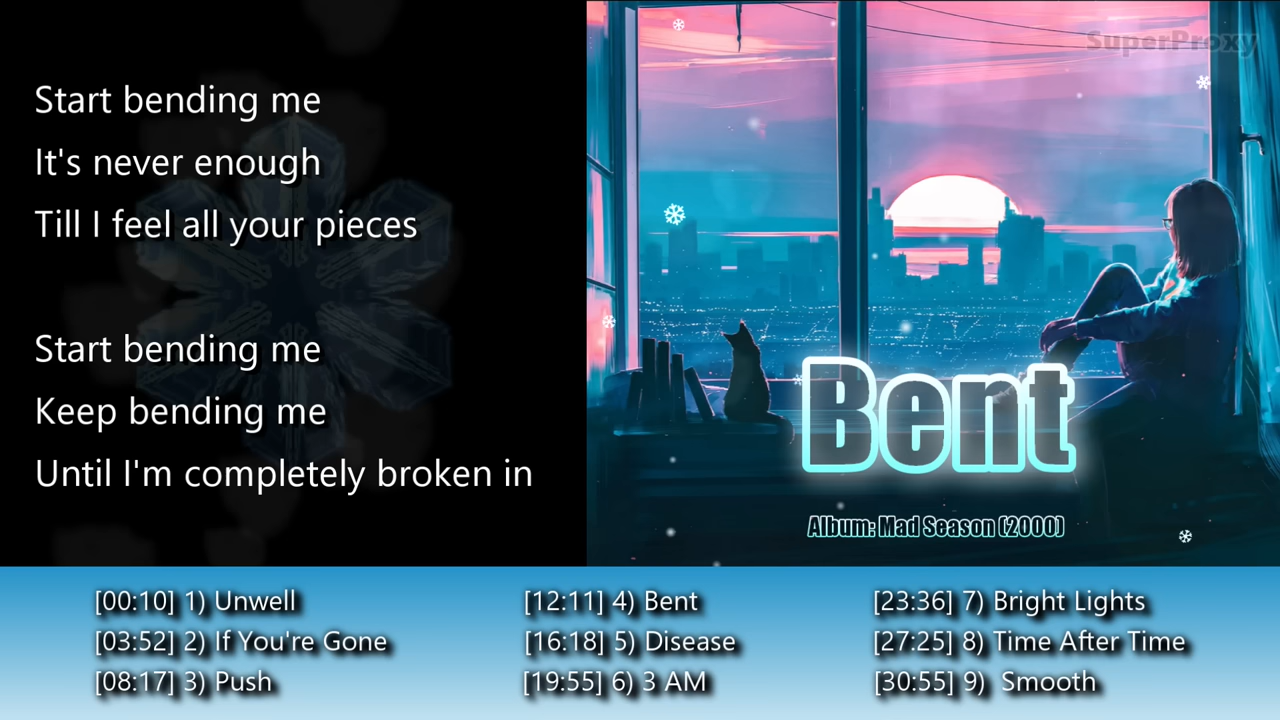 Start bending me
It's never enough
Till I feel all your pieces
Start bending me
Keep bending me
Until I'm completely broken in
SuperProxy
Bent
Album: Mad Season (2000)
[00:10] 1) Unwell
[03:52] 2) If You're Gone
[08:17] 3) Push
[12:11] 4) Bent
[16:18] 5) Disease
[19:55] 6) 3 AM
[23:36] 7) Bright Lights
[27:25] 8) Time After Time
[30:55] 9) Smooth